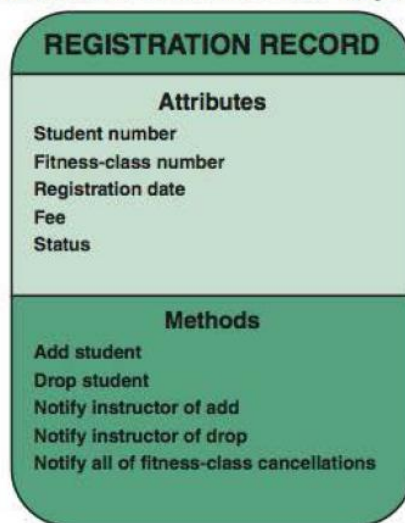 REGISTRATION RECORD
Attributes
Student number
Fitness-class number
Registration date
Fee
Status
Methods
Add student
Drop student
Notify instructor of add
Notify instructor of drop
Notify all of fitness-class cancellations